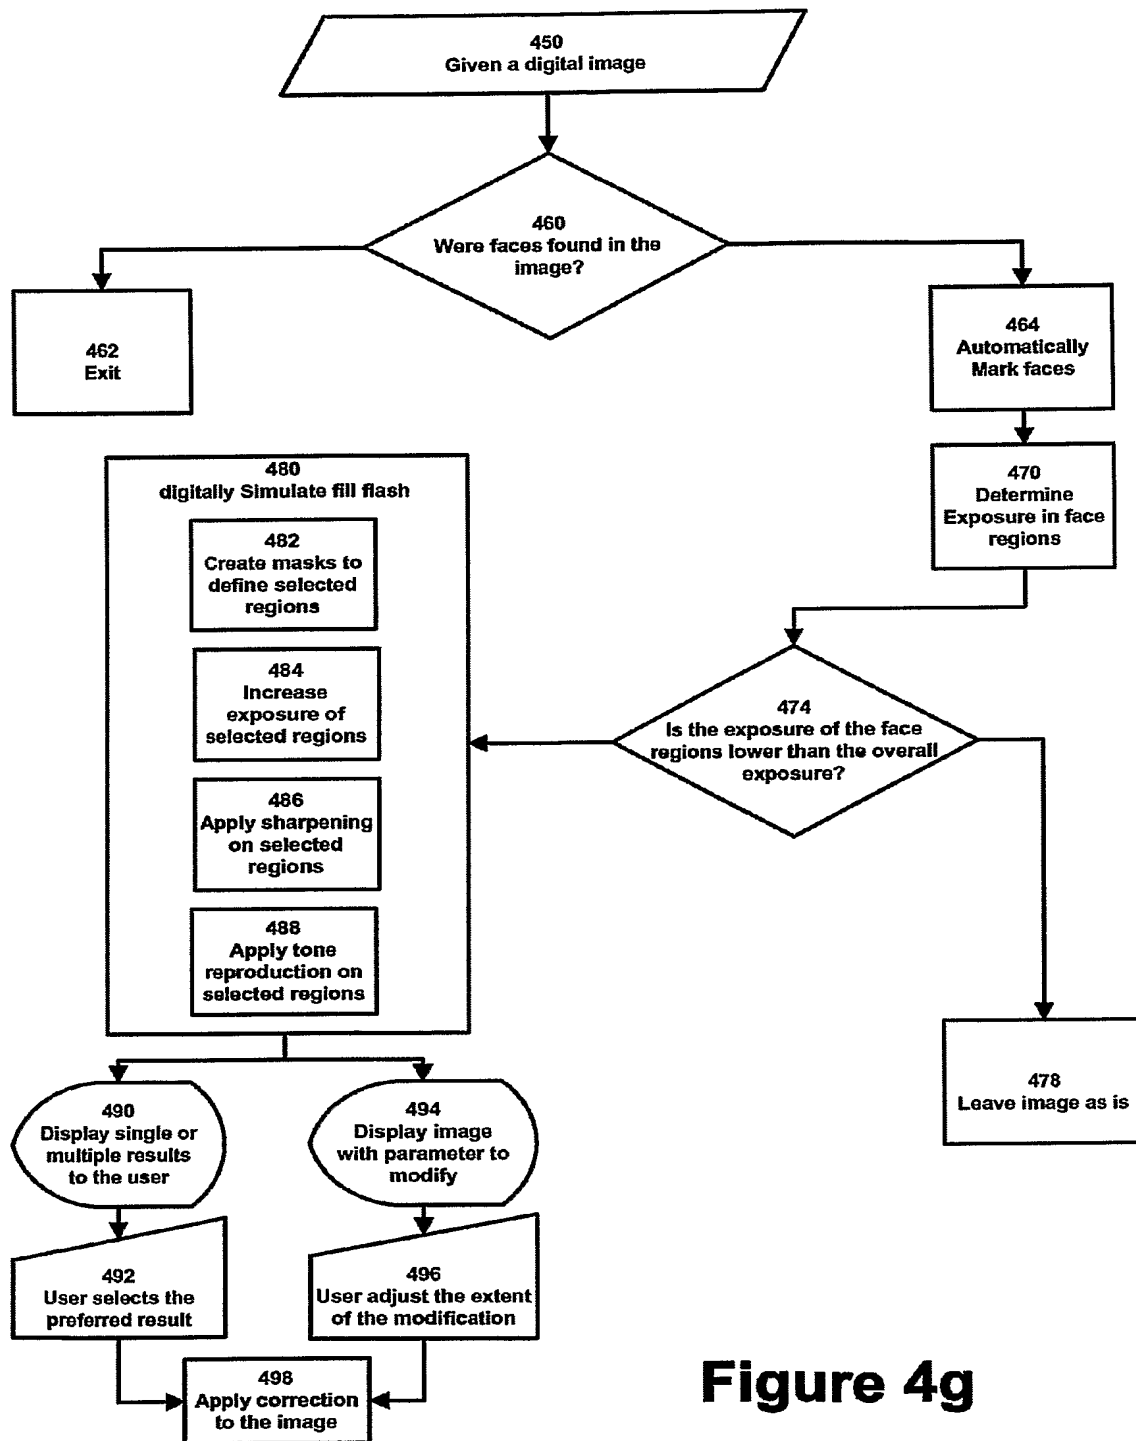 450
Given a digital image
460
Were faces found in the
image?
462
Exit
464
Automatically
Mark faces
470
Determine
Exposure in face
regions
474
Is the exposure of the face
regions lower than the overall
exposure?
478
Leave image as is
480
digitally Simulate fill flash
482
Create masks to
define selected
regions
484
Increase
exposure of
selected regions
486
Apply sharpening
on selected
regions
488
Apply tone
reproduction on
selected regions
490
Display single or
multiple results
to the user
494
Display image
with parameter to
modify
492
User selects the
preferred result
496
User adjust the extent
of the modification
498
Apply correction
to the image
Figure 4g